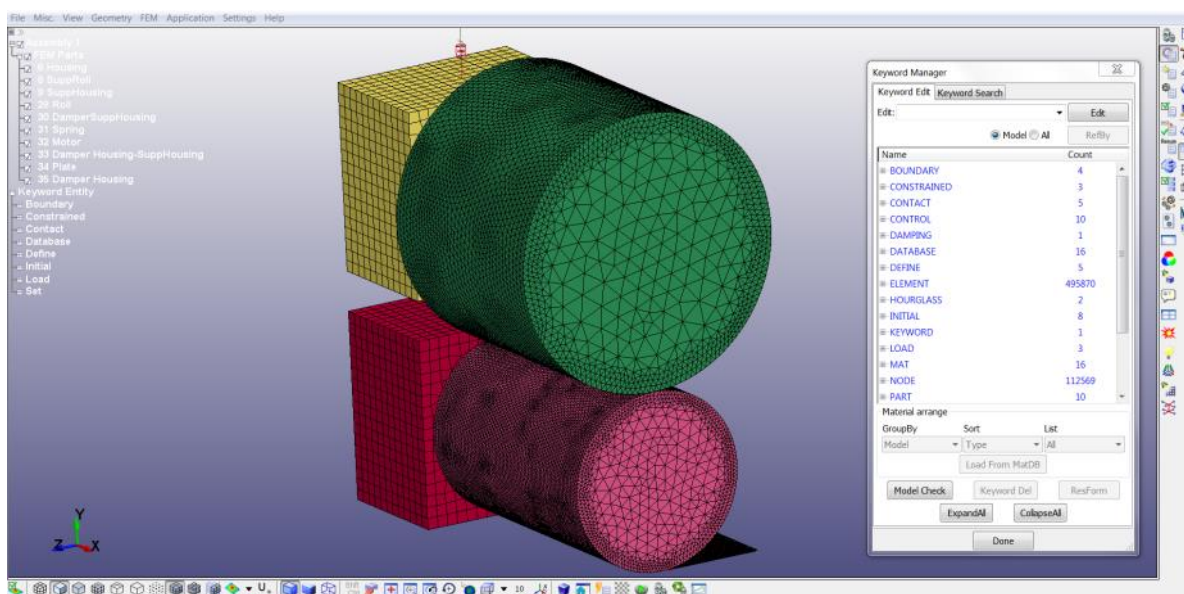 File Misc. View Geometry FEM Application Settings Help
Assembly 1
FEM Parts
6 Housing
8 SuppRoll
9 SuppHousing
28 Roll
30 DamperSuppHousing
31 Spring
32 Motor
33 Damper Housing-SuppHousing
34 Plate
35 Damper Housing
Keyword Entity
Boundary
Constrained
Contact
Database
Define
Initial
Load
Set
Keyword Manager
Keyword Edit Keyword Search
Edit: Edit
Model All RefBy
Name Count
BOUNDARY 4
CONSTRAINED 3
CONTACT 5
CONTROL 10
DAMPING 1
DATABASE 16
DEFINE 5
ELEMENT 495870
HOURGLASS 2
INITIAL 8
KEYWORD 1
LOAD 3
MAT 16
NODE 112569
PART 10
Material arrange
GroupBy Sort List
Model Type All
Load From MatDB
Model Check Keyword Del ResForm
ExpandAll CollapseAll
Done
Y
Z X
U. 10